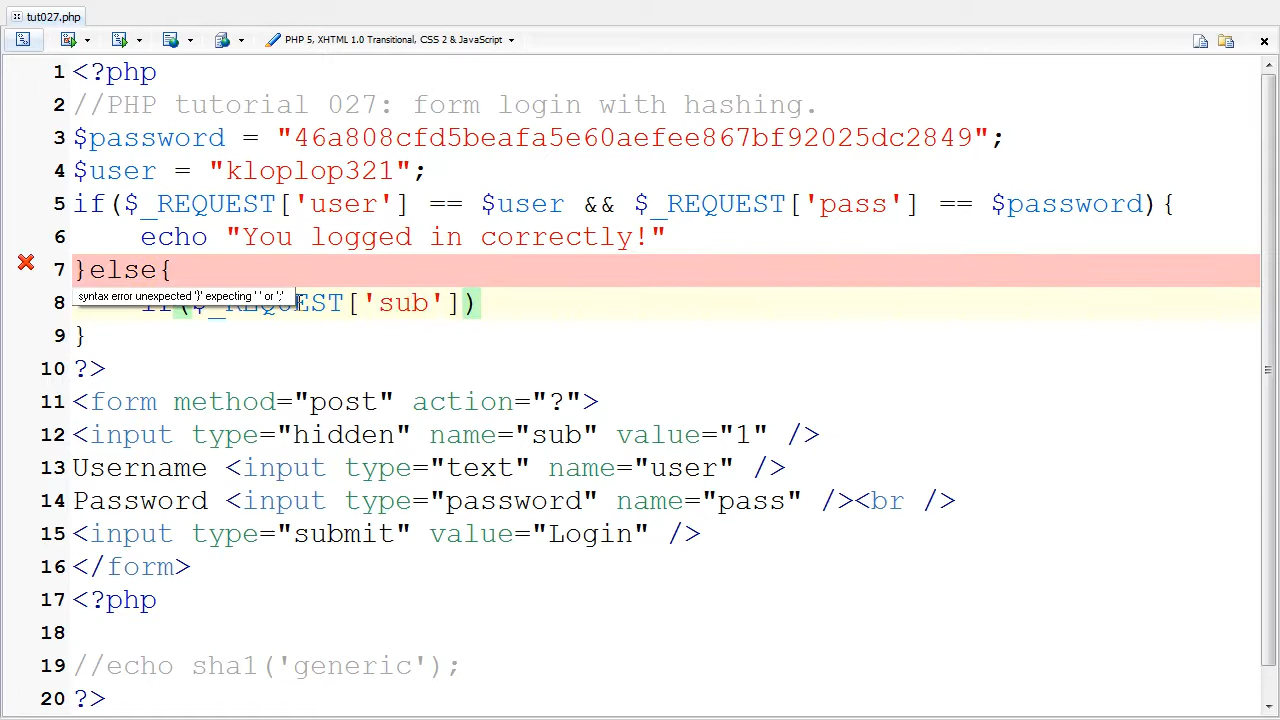 tut027.php
PHP 5, XHTML 1.0 Transitional, CSS 2 & JavaScript
1 <?php
2 //PHP tutorial 027: form login with hashing.
3 $password = "46a808cfd5beafa5e60aefee867bf92025dc2849";
4 $user = "kloplop321";
5 if($_REQUEST['user'] == $user && $_REQUEST['pass'] == $password){
6 echo "You logged in correctly!"
7 }else{
syntax error unexpected '}' expecting ',' or ';'
8 if($_REQUEST['sub'])
9 }
10 ?>
11 <form method="post" action="?">
12 <input type="hidden" name="sub" value="1" />
13 Username <input type="text" name="user" />
14 Password <input type="password" name="pass" /><br />
15 <input type="submit" value="Login" />
16 </form>
17 <?php
18
19 //echo sha1('generic');
20 ?>